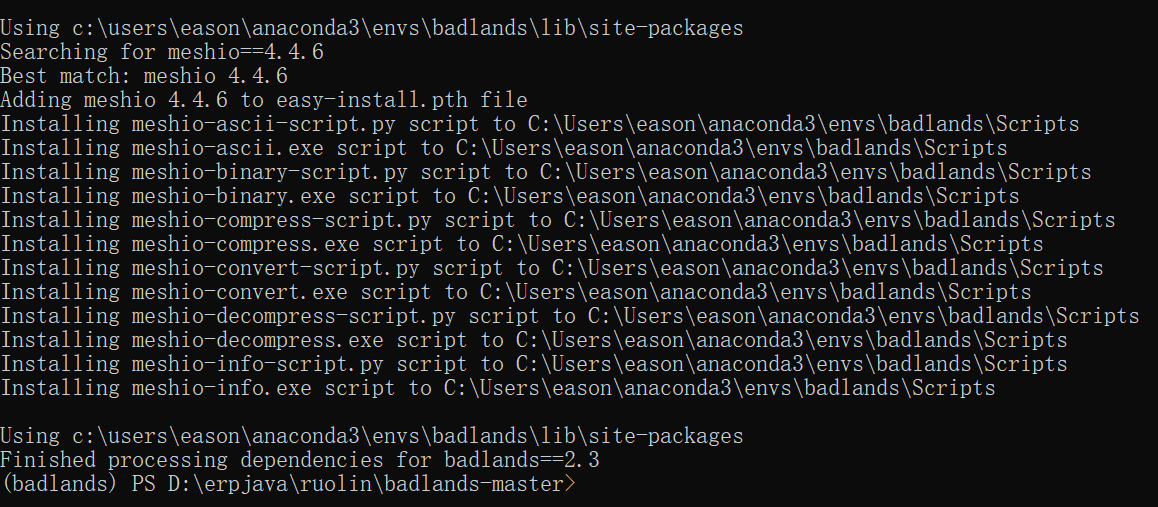 Using c:\users\eason\anaconda3\envs\badlands\lib\site-packages
Searching for meshio==4.4.6
Best match: meshio 4.4.6
Adding meshio 4.4.6 to easy-install.pth file
Installing meshio-ascii-script.py script to C:\Users\eason\anaconda3\envs\badlands\Scripts
Installing meshio-ascii.exe script to C:\Users\eason\anaconda3\envs\badlands\Scripts
Installing meshio-binary-script.py script to C:\Users\eason\anaconda3\envs\badlands\Scripts
Installing meshio-binary.exe script to C:\Users\eason\anaconda3\envs\badlands\Scripts
Installing meshio-compress-script.py script to C:\Users\eason\anaconda3\envs\badlands\Scripts
Installing meshio-compress.exe script to C:\Users\eason\anaconda3\envs\badlands\Scripts
Installing meshio-convert-script.py script to C:\Users\eason\anaconda3\envs\badlands\Scripts
Installing meshio-convert.exe script to C:\Users\eason\anaconda3\envs\badlands\Scripts
Installing meshio-decompress-script.py script to C:\Users\eason\anaconda3\envs\badlands\Scripts
Installing meshio-decompress.exe script to C:\Users\eason\anaconda3\envs\badlands\Scripts
Installing meshio-info-script.py script to C:\Users\eason\anaconda3\envs\badlands\Scripts
Installing meshio-info.exe script to C:\Users\eason\anaconda3\envs\badlands\Scripts
Using c:\users\eason\anaconda3\envs\badlands\lib\site-packages
Finished processing dependencies for badlands==2.3
(badlands) PS D:\erpjava\ruolin\badlands-master>